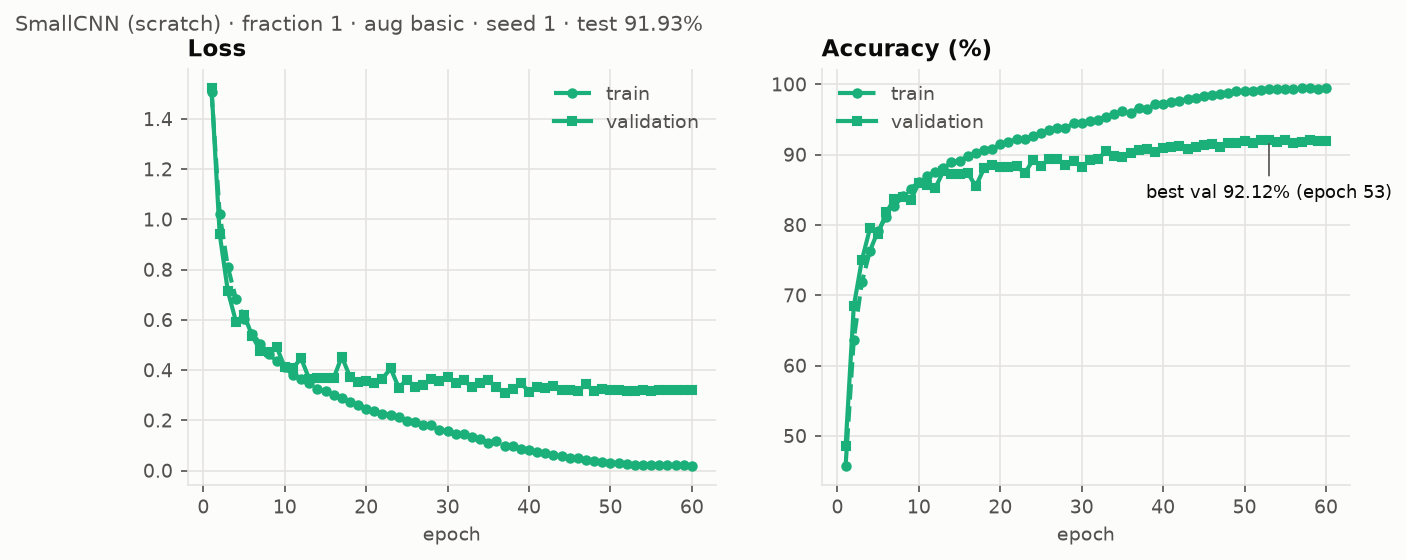 SmallCNN (scratch) · fraction 1 · aug basic · seed 1 · test 91.93%
Loss
train
validation
1.4
1.2
1.0
0.8
0.6
0.4
0.2
0.0
0 10 20 30 40 50 60
epoch
Accuracy (%)
train
validation
best val 92.12% (epoch 53)
100
90
80
70
60
50
0 10 20 30 40 50 60
epoch